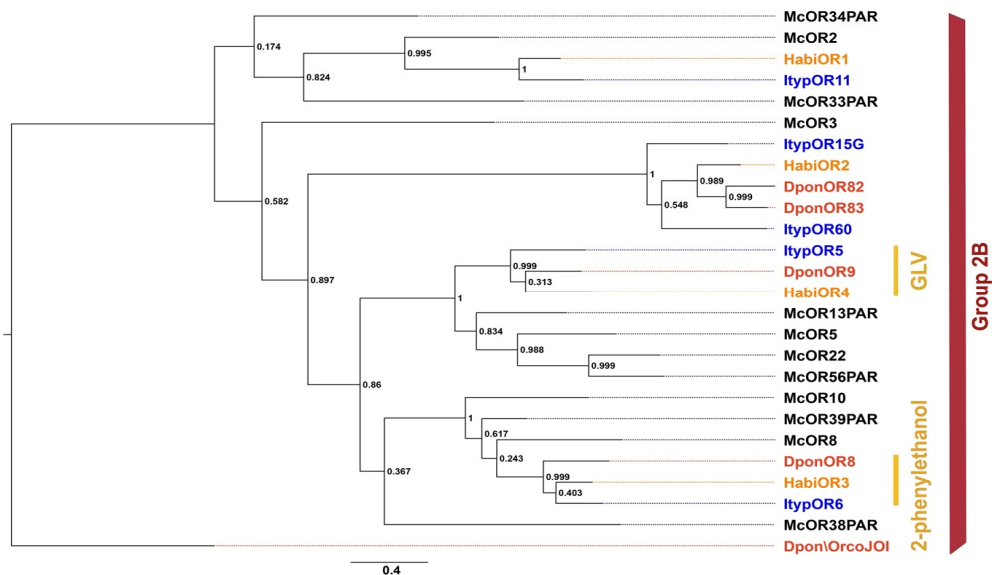 McOR34PAR
0.174
McOR2
0.995
HabiOR1
1
ItypOR11
0.824
McOR33PAR
McOR3
0.582
ItypOR15G
1
HabiOR2
0.989
DponOR82
0.999
DponOR83
0.548
ItypOR60
0.897
ItypOR5
0.999
DponOR9
0.313
HabiOR4
1
McOR13PAR
0.834
McOR5
0.988
McOR22
0.999
McOR56PAR
0.86
McOR10
1
McOR39PAR
0.617
McOR8
0.243
DponOR8
0.999
HabiOR3
0.403
ItypOR6
0.367
McOR38PAR
Dpon\OrcoJOI
GLV
2-phenylethanol
Group 2B
0.4